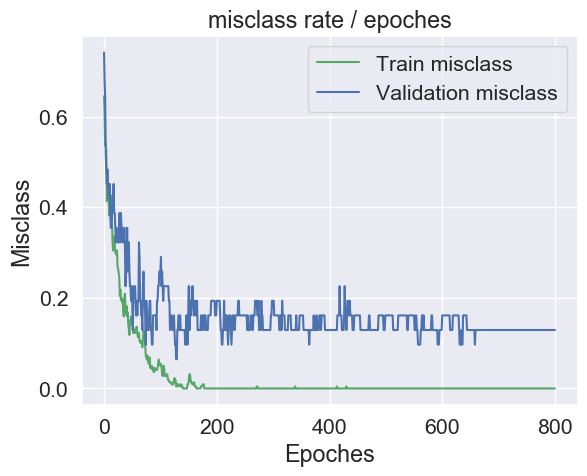 misclass rate / epoches
Train misclass
Validation misclass
Misclass
0.6
0.4
0.2
0.0
0 200 400 600 800
Epoches